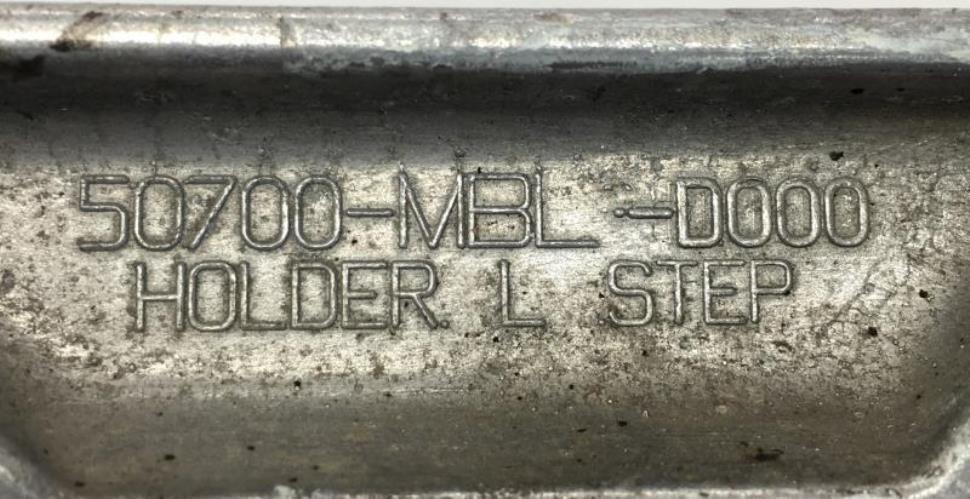 50700-MBL-D000
HOLDER. L STEP